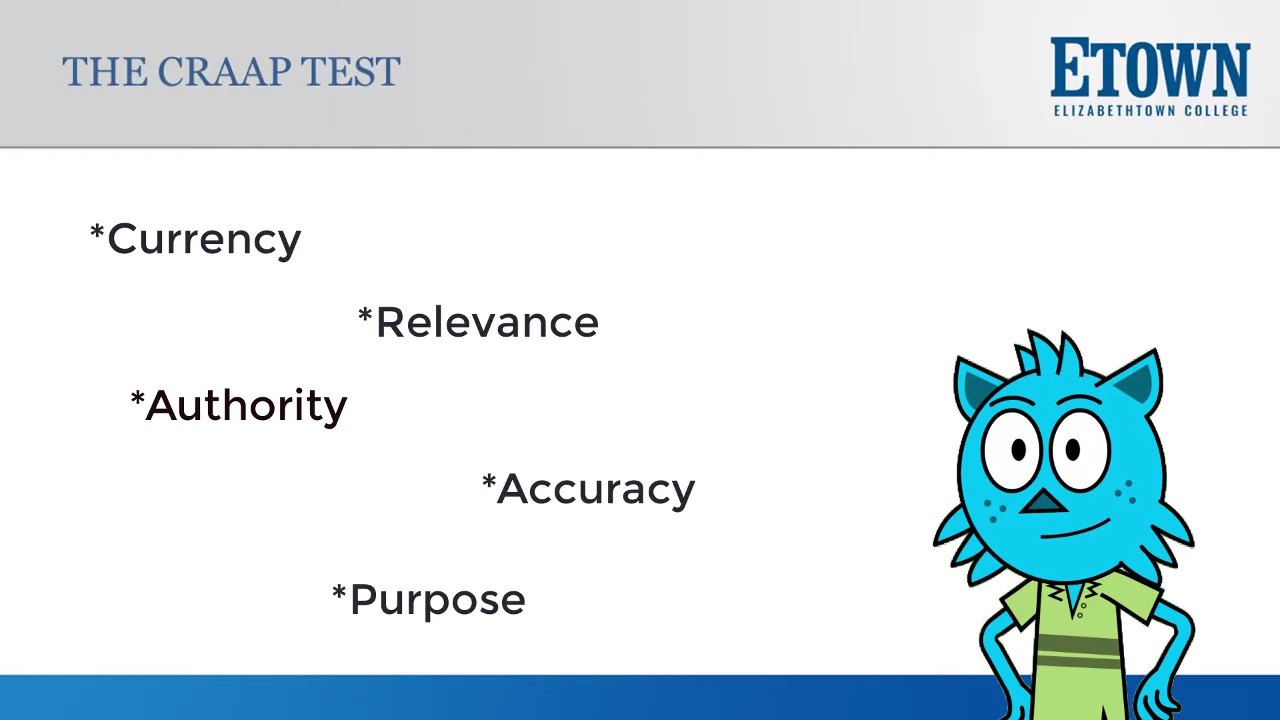 THE CRAAP TEST
ETOWN
ELIZABETHTOWN COLLEGE
*Currency
*Relevance
*Authority
*Accuracy
*Purpose